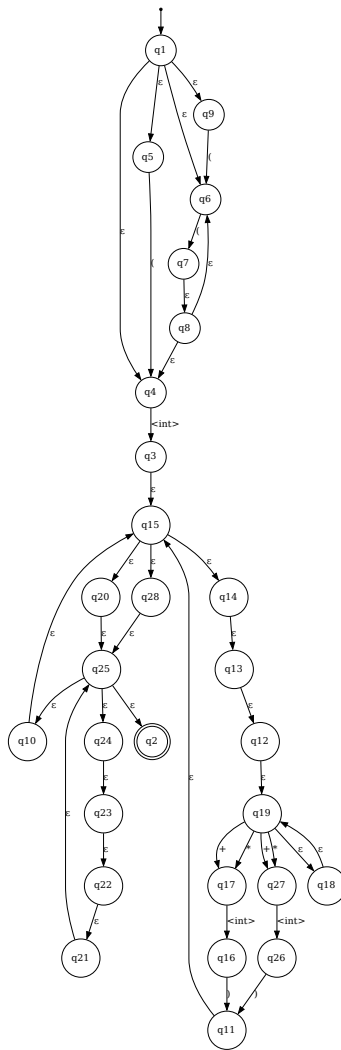 q1
ε
ε
q9
ε
q5
(
q6
ε
(
(
q7
ε
ε
q8
ε
q4
<int>
q3
ε
q15
ε
ε
ε
q20
q28
q14
ε
ε
ε
ε
q25
q13
ε
ε
ε
ε
q10
q24
q2
q12
ε
ε
ε
ε
q23
q19
+
*
+
*
ε
ε
ε
q22
q17
q27
q18
ε
<int>
<int>
q21
q16
q26
)
)
q11